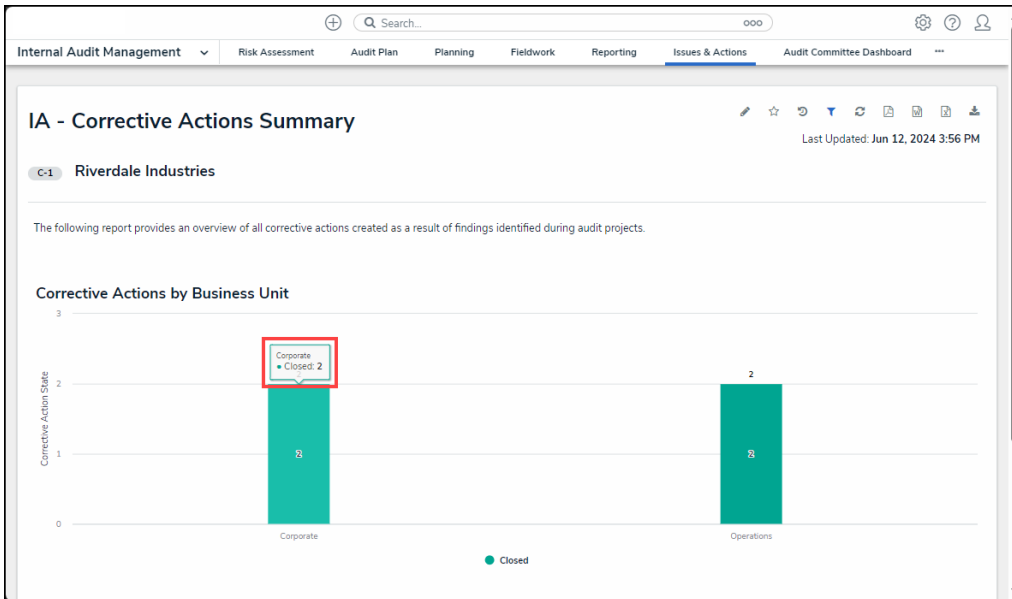 Search...
Internal Audit Management Risk Assessment Audit Plan Planning Fieldwork Reporting Issues & Actions Audit Committee Dashboard
IA - Corrective Actions Summary
Last Updated: Jun 12, 2024 3:56 PM
C-1 Riverdale Industries
The following report provides an overview of all corrective actions created as a result of findings identified during audit projects.
Corrective Actions by Business Unit
3
Corporate
Closed: 2
2
2
2
Corrective Action State
1
2
2
0
Corporate Operations
Closed